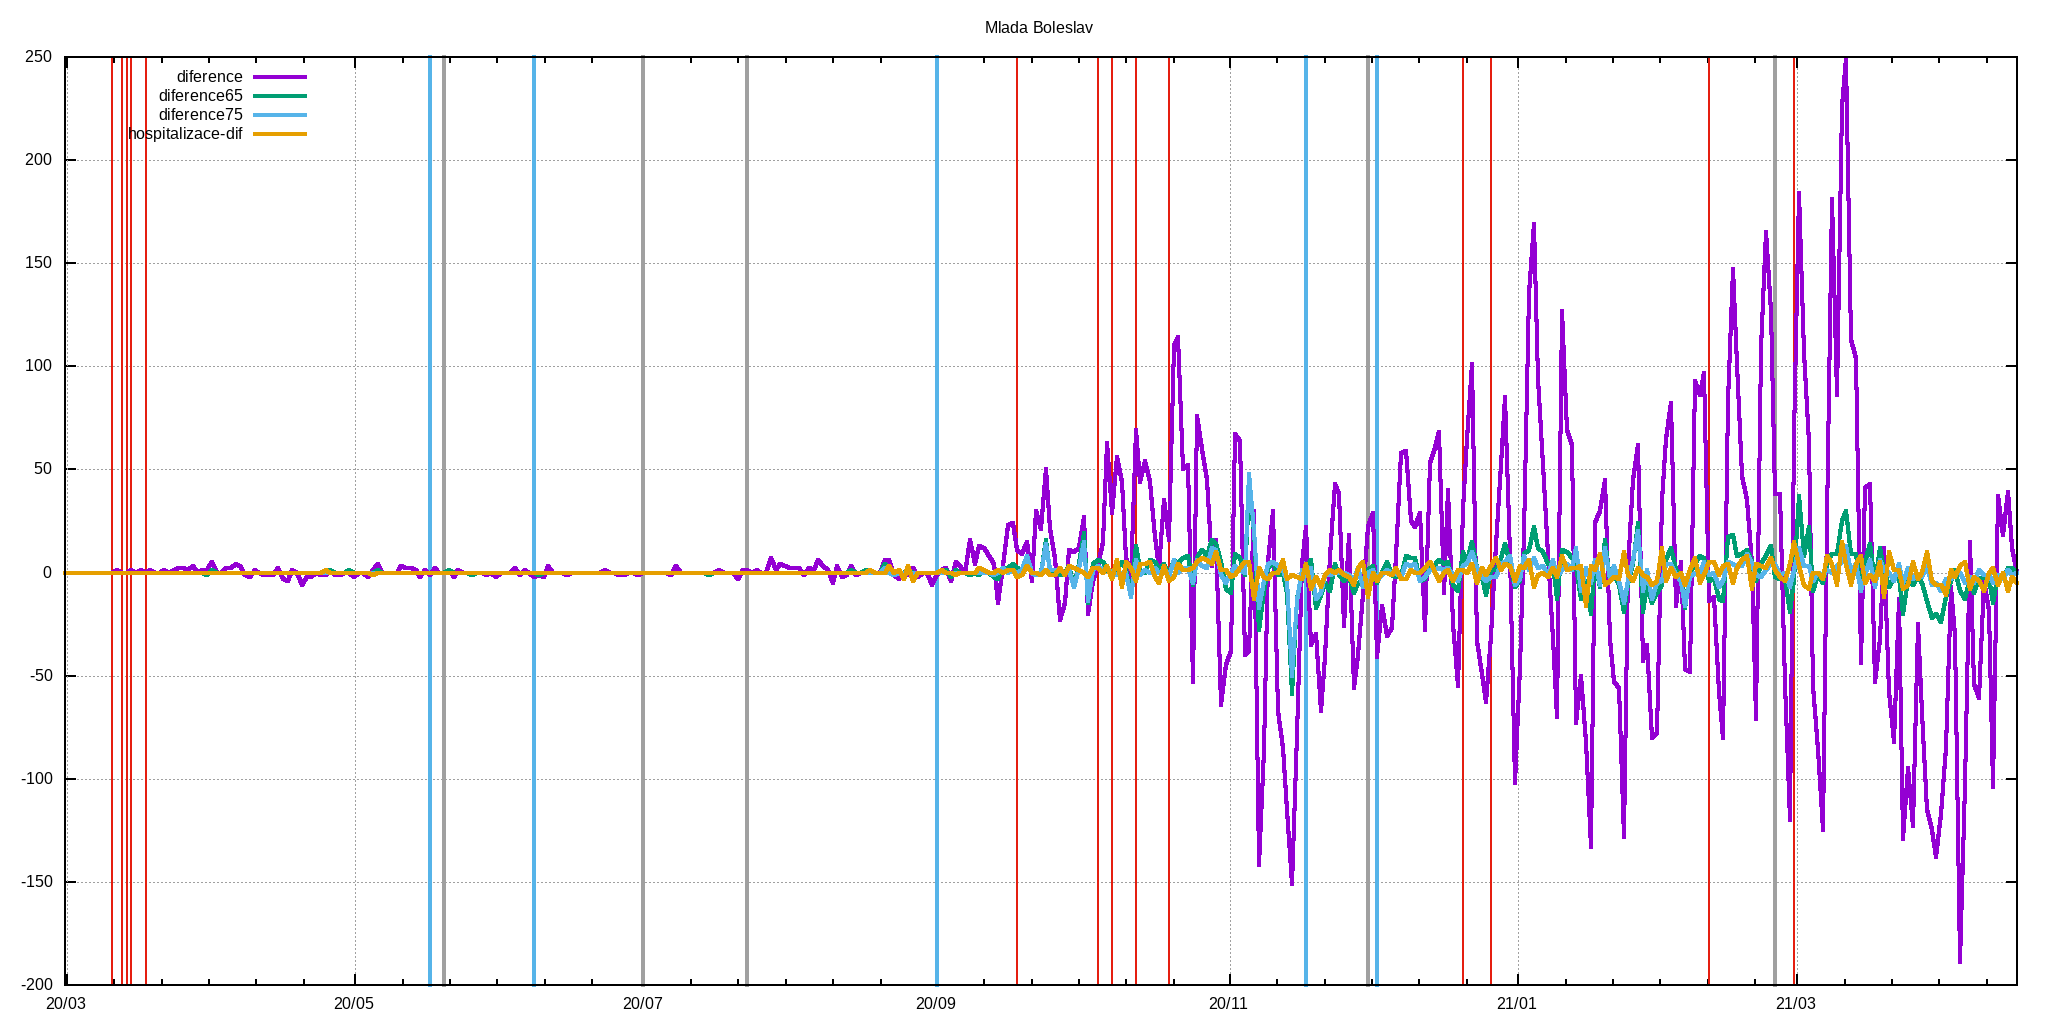 Mlada Boleslav
250
200
150
100
50
0
-50
-100
-150
-200
diference
diference65
diference75
hospitalizace-dif
20/03 20/05 20/07 20/09 20/11 21/01 21/03